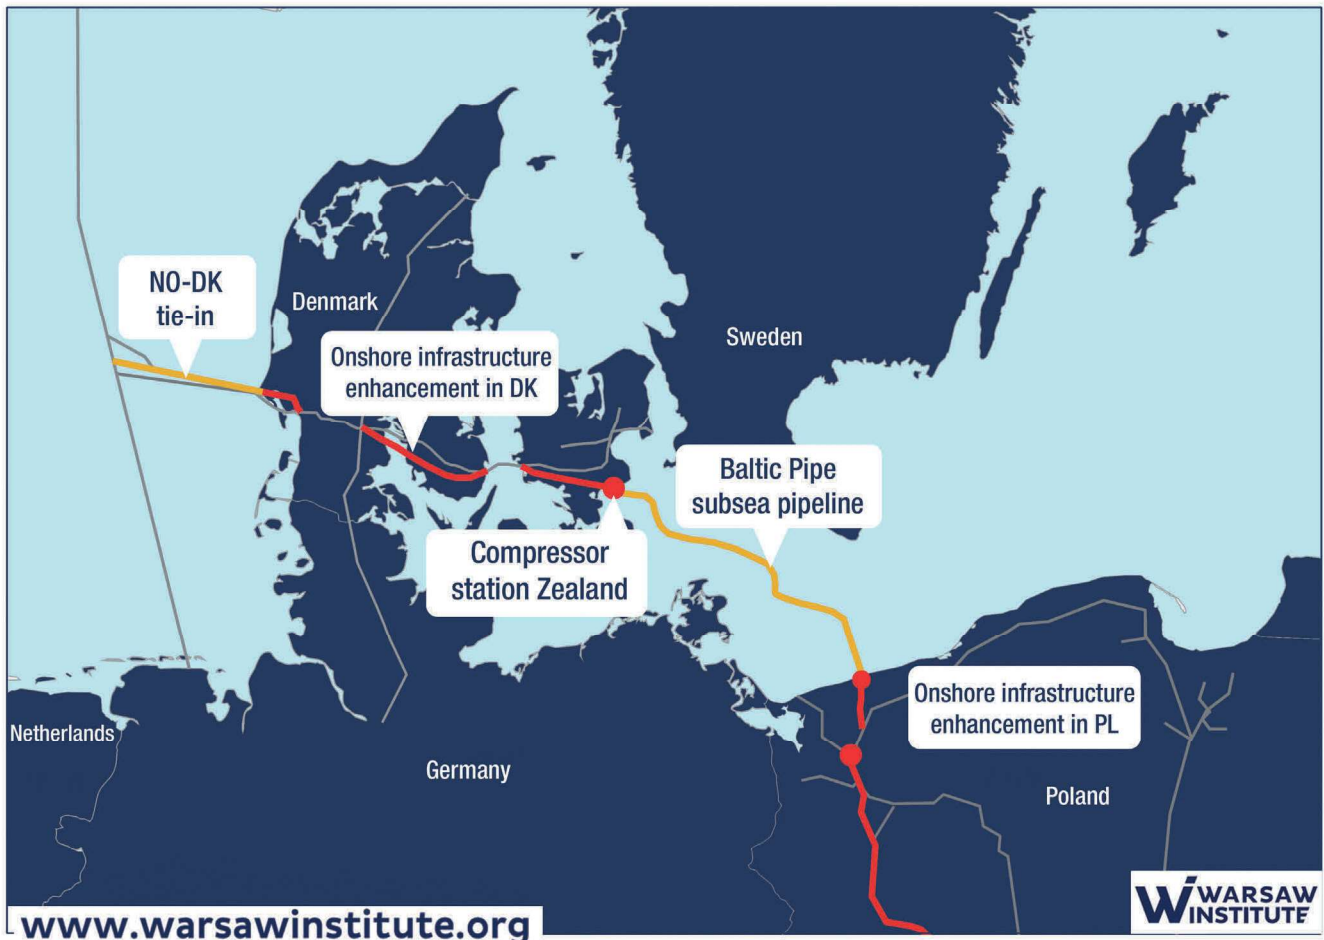 NO-DK
tie-in
Denmark
Onshore infrastructure
enhancement in DK
Sweden
Baltic Pipe
subsea pipeline
Compressor
station Zealand
Onshore infrastructure
enhancement in PL
Netherlands
Germany
Poland
WARSAW
INSTITUTE
www.warsawinstitute.org